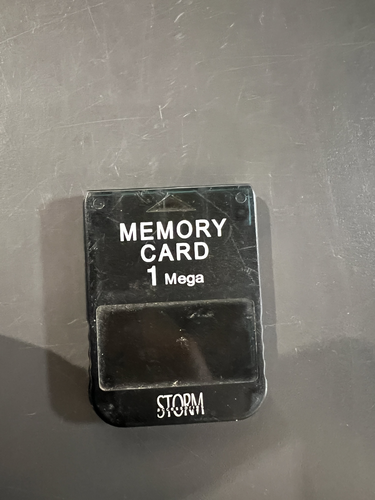 MEMORY
CARD
1 Mega
STORM